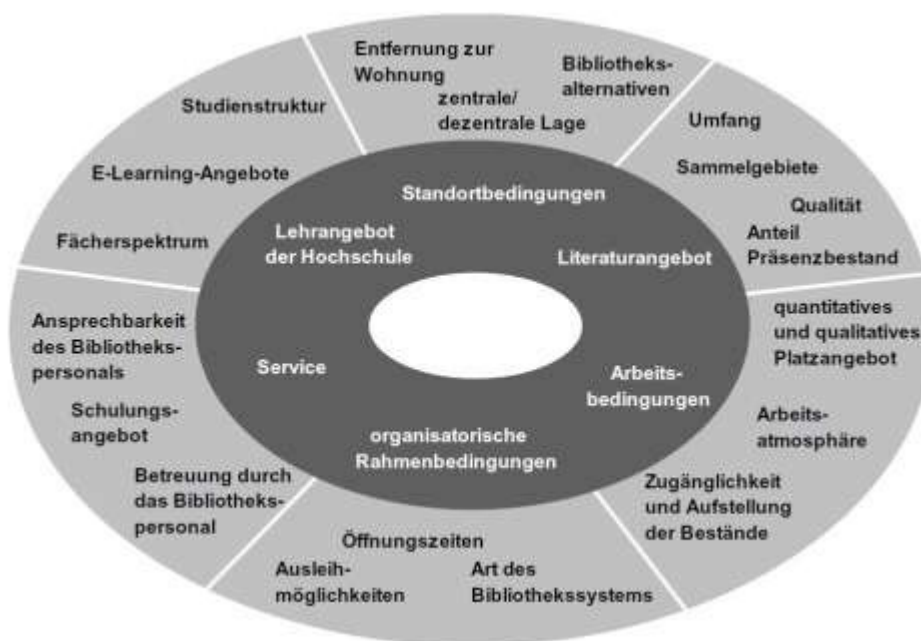 Entfernung zur
Wohnung
zentrale/
dezentrale Lage
Bibliotheks-
alternativen
Umfang
Sammelgebiete
Qualität
Anteil
Präsenzbestand
quantitatives
und qualitatives
Platzangebot
Arbeits-
atmosphäre
Zugänglichkeit
und Aufstellung
der Bestände
Öffnungszeiten
Ausleih-
möglichkeiten
Art des
Bibliothekssystems
Ansprechbarkeit
des Bibliotheks-
personals
Schulungs-
angebot
Betreuung durch
das Bibliotheks-
personal
Studienstruktur
E-Learning-Angebote
Fächerspektrum
Standortbedingungen
Lehrangebot
der Hochschule
Literaturangebot
Service
Arbeits-
bedingungen
organisatorische
Rahmenbedingungen